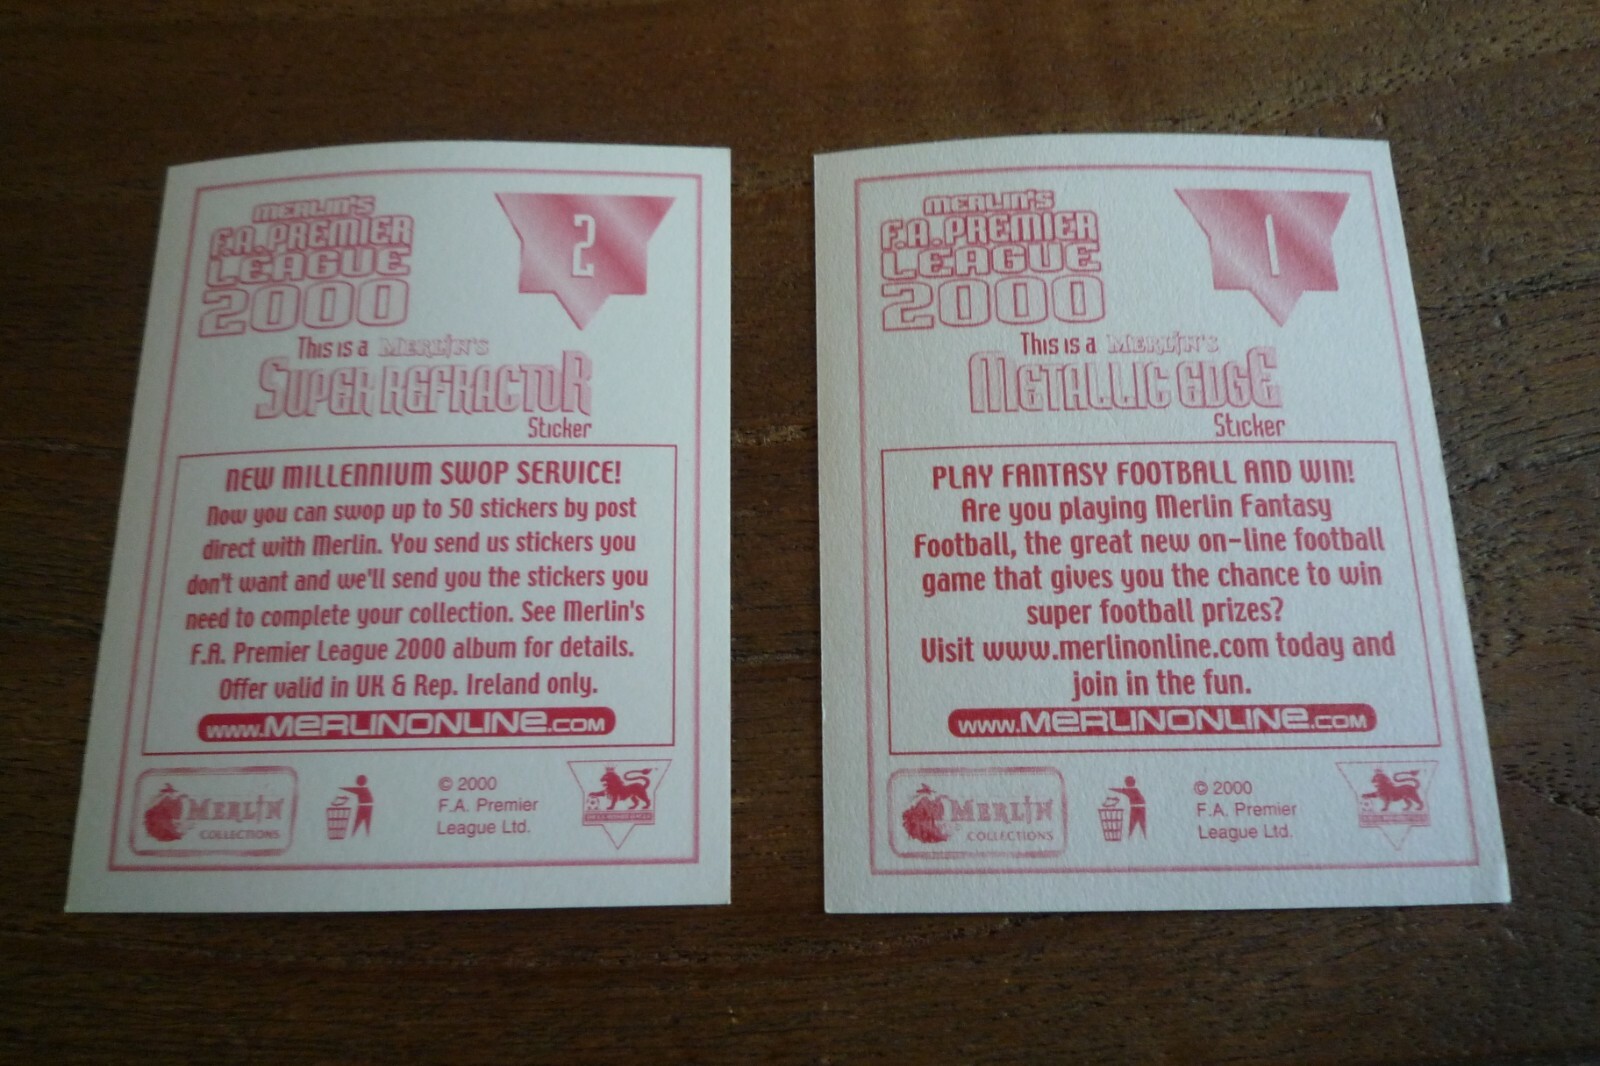 MERLIN'S
F.A. PREMIER
LEAGUE
2000
2
This is a MERLIN'S
SUPER REFRACTOR
Sticker
NEW MILLENNIUM SWOP SERVICE!
Now you can swop up to 50 stickers by post
direct with Merlin. You send us stickers you
don't want and we'll send you the stickers you
need to complete your collection. See Merlin's
F.A. Premier League 2000 album for details.
Offer valid in UK & Rep. Ireland only.
www.MERLINONLINE.COM
MERLIN
COLLECTIONS
© 2000
F.A. Premier
League Ltd.
MERLIN'S
F.A. PREMIER
LEAGUE
2000
1
This is a MERLIN'S
METALLIC EDGE
Sticker
PLAY FANTASY FOOTBALL AND WIN!
Are you playing Merlin Fantasy
Football, the great new on-line football
game that gives you the chance to win
super football prizes?
Visit www.merlinonline.com today and
join in the fun.
www.MERLINONLINE.COM
MERLIN
COLLECTIONS
© 2000
F.A. Premier
League Ltd.